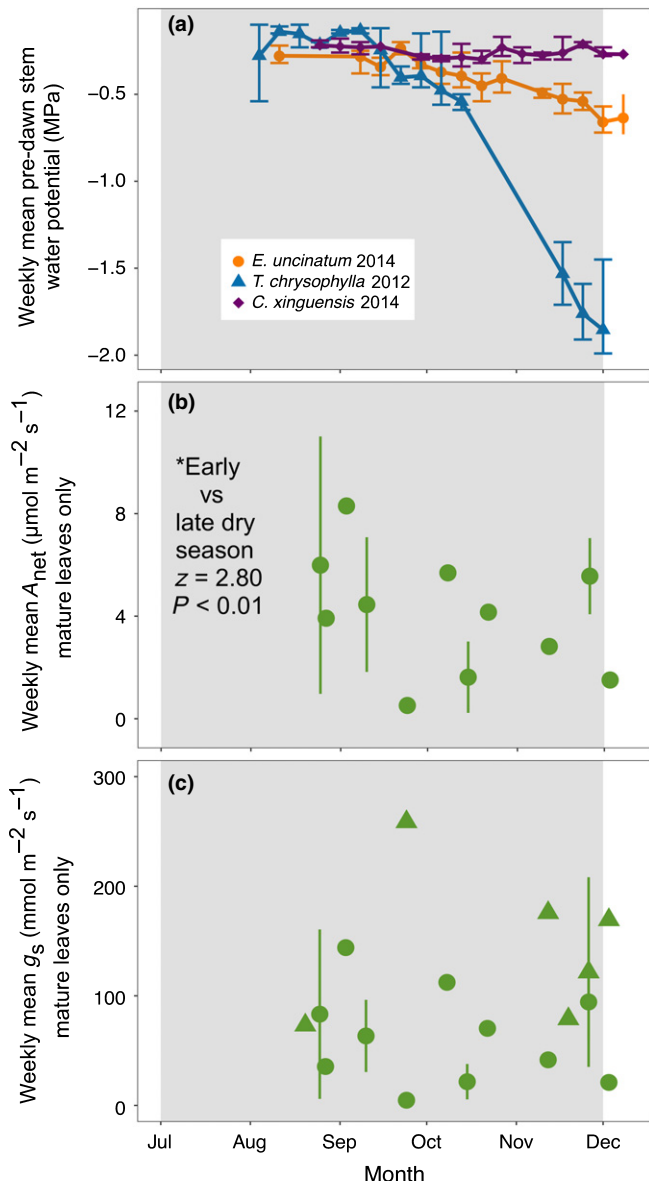 (a)
Weekly mean pre-dawn stem
water potential (MPa)
−0.5
−1.0
−1.5
−2.0
E. uncinatum 2014
T. chrysophylla 2012
C. xinguensis 2014
(b)
Weekly mean Anet (μmol m−2 s−1)
mature leaves only
12
8
4
0
*Early
vs
late dry
season
z = 2.80
P < 0.01
(c)
Weekly mean gs (mmol m−2 s−1)
mature leaves only
300
200
100
0
Jul Aug Sep Oct Nov Dec
Month